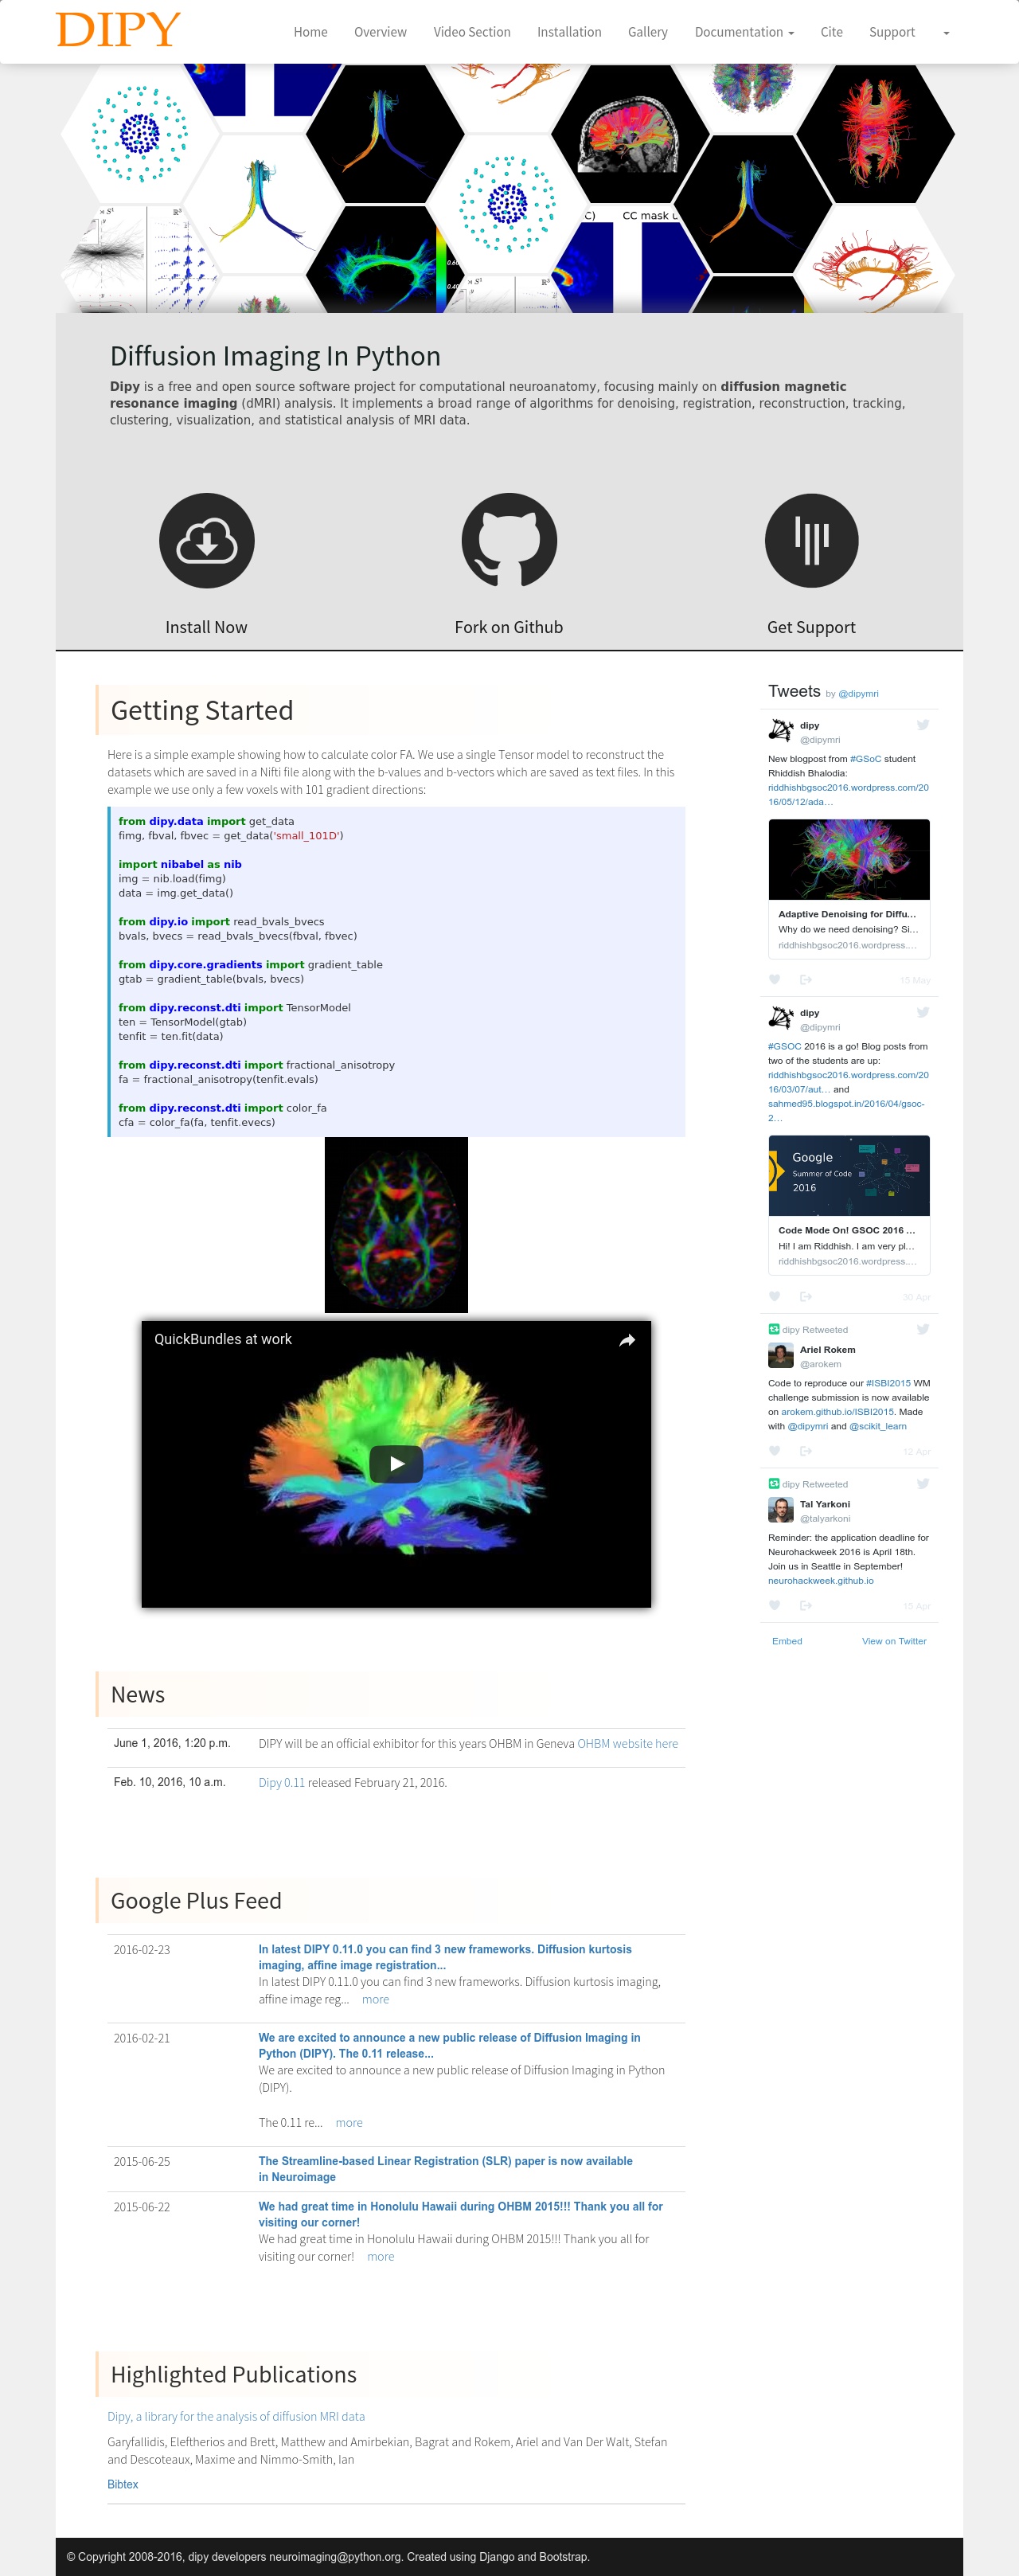 DIPY
Home Overview Video Section Installation Gallery Documentation Cite Support
C) CC mask
Diffusion Imaging In Python
Dipy is a free and open source software project for computational neuroanatomy, focusing mainly on diffusion magnetic
resonance imaging (dMRI) analysis. It implements a broad range of algorithms for denoising, registration, reconstruction, tracking,
clustering, visualization, and statistical analysis of MRI data.
Install Now
Fork on Github
Get Support
Getting Started
Here is a simple example showing how to calculate color FA. We use a single Tensor model to reconstruct the
datasets which are saved in a Nifti file along with the b-values and b-vectors which are saved as text files. In this
example we use only a few voxels with 101 gradient directions:
from dipy.data import get_data
fimg, fbval, fbvec = get_data('small_101D')
import nibabel as nib
img = nib.load(fimg)
data = img.get_data()
from dipy.io import read_bvals_bvecs
bvals, bvecs = read_bvals_bvecs(fbval, fbvec)
from dipy.core.gradients import gradient_table
gtab = gradient_table(bvals, bvecs)
from dipy.reconst.dti import TensorModel
ten = TensorModel(gtab)
tenfit = ten.fit(data)
from dipy.reconst.dti import fractional_anisotropy
fa = fractional_anisotropy(tenfit.evals)
from dipy.reconst.dti import color_fa
cfa = color_fa(fa, tenfit.evecs)
QuickBundles at work
Tweets by @dipymri
dipy
@dipymri
New blogpost from #GSoC student
Rhiddish Bhalodia:
riddhishbgsoc2016.wordpress.com/20
16/05/12/ada…
Adaptive Denoising for Diffu…
Why do we need denoising? Si…
riddhishbgsoc2016.wordpress.…
15 May
dipy
@dipymri
#GSOC 2016 is a go! Blog posts from
two of the students are up:
riddhishbgsoc2016.wordpress.com/20
16/03/07/aut… and
sahmed95.blogspot.in/2016/04/gsoc-
2…
Google
Summer of Code
2016
Code Mode On! GSOC 2016 …
Hi! I am Riddhish. I am very pl…
riddhishbgsoc2016.wordpress.…
30 Apr
dipy Retweeted
Ariel Rokem
@arokem
Code to reproduce our #ISBI2015 WM
challenge submission is now available
on arokem.github.io/ISBI2015. Made
with @dipymri and @scikit_learn
12 Apr
dipy Retweeted
Tal Yarkoni
@talyarkoni
Reminder: the application deadline for
Neurohackweek 2016 is April 18th.
Join us in Seattle in September!
neurohackweek.github.io
15 Apr
Embed View on Twitter
News
June 1, 2016, 1:20 p.m. DIPY will be an official exhibitor for this years OHBM in Geneva OHBM website here
Feb. 10, 2016, 10 a.m. Dipy 0.11 released February 21, 2016.
Google Plus Feed
2016-02-23 In latest DIPY 0.11.0 you can find 3 new frameworks. Diffusion kurtosis
imaging, affine image registration...
In latest DIPY 0.11.0 you can find 3 new frameworks. Diffusion kurtosis imaging,
affine image reg... more
2016-02-21 We are excited to announce a new public release of Diffusion Imaging in
Python (DIPY). The 0.11 release...
We are excited to announce a new public release of Diffusion Imaging in Python
(DIPY).
The 0.11 re... more
2015-06-25 The Streamline-based Linear Registration (SLR) paper is now available
in Neuroimage
2015-06-22 We had great time in Honolulu Hawaii during OHBM 2015!!! Thank you all for
visiting our corner!
We had great time in Honolulu Hawaii during OHBM 2015!!! Thank you all for
visiting our corner! more
Highlighted Publications
Dipy, a library for the analysis of diffusion MRI data
Garyfallidis, Eleftherios and Brett, Matthew and Amirbekian, Bagrat and Rokem, Ariel and Van Der Walt, Stefan
and Descoteaux, Maxime and Nimmo-Smith, Ian
Bibtex
© Copyright 2008-2016, dipy developers neuroimaging@python.org. Created using Django and Bootstrap.